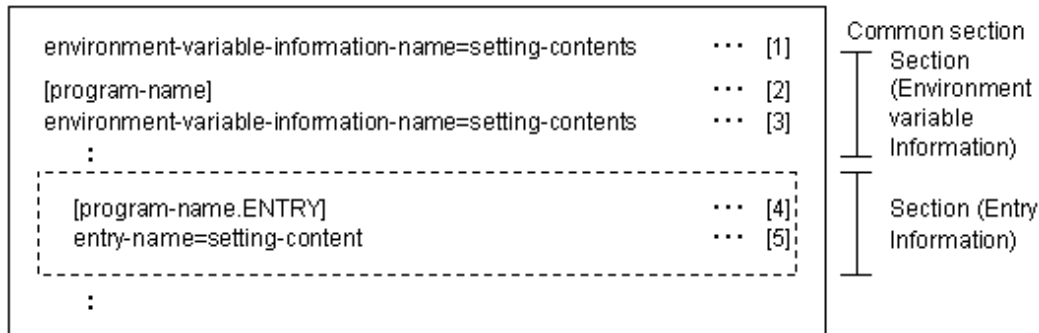 environment-variable-information-name=setting-contents ··· [1]
[program-name] ··· [2]
environment-variable-information-name=setting-contents ··· [3]
:
[program-name.ENTRY] ··· [4]
entry-name=setting-content ··· [5]
:
Common section
Section
(Environment
variable
Information)
Section (Entry
Information)